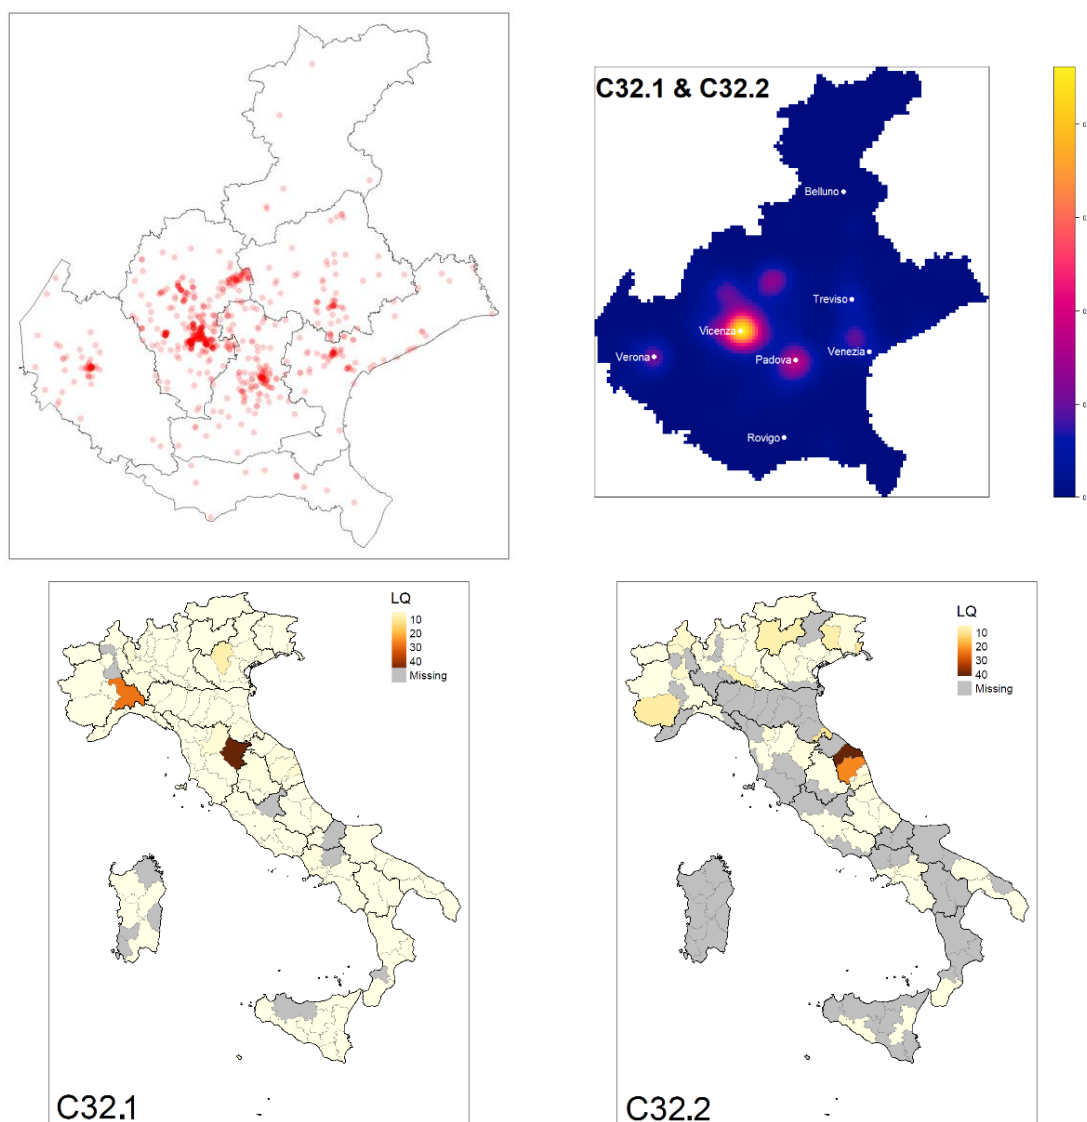 C32.1 & C32.2
Belluno
Treviso
Vicenza
Verona
Padova
Venezia
Rovigo
LQ
10
20
30
40
Missing
C32.1
LQ
10
20
30
40
Missing
C32.2